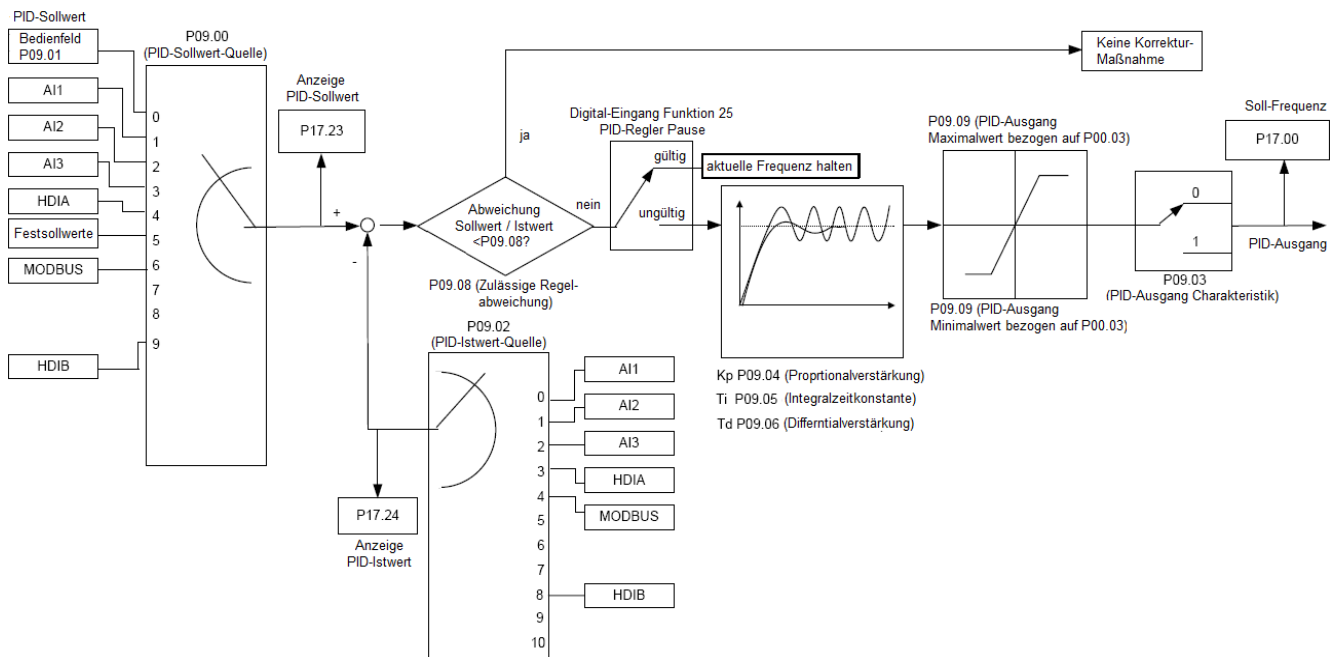 PID-Sollwert
Bedienfeld
P09.01
AI1
AI2
AI3
HDIA
Festsollwerte
MODBUS
HDIB
P09.00
(PID-Sollwert-Quelle)
0
1
2
3
4
5
6
7
8
9
Anzeige
PID-Sollwert
P17.23
+
-
ja
Abweichung
Sollwert / Istwert
<P09.08?
nein
P09.08 (Zulässige Regel-
abweichung)
Keine Korrektur-
Maßnahme
Digital-Eingang Funktion 25
PID-Regler Pause
gültig
ungültig
aktuelle Frequenz halten
Kp P09.04 (Proprtionalverstärkung)
Ti P09.05 (Integralzeitkonstante)
Td P09.06 (Differntialverstärkung)
P09.09 (PID-Ausgang
Maximalwert bezogen auf P00.03)
P09.09 (PID-Ausgang
Minimalwert bezogen auf P00.03)
0
1
P09.03
(PID-Ausgang Charakteristik)
Soll-Frequenz
P17.00
PID-Ausgang
P09.02
(PID-Istwert-Quelle)
0
1
2
3
4
5
6
7
8
9
10
AI1
AI2
AI3
HDIA
MODBUS
HDIB
P17.24
Anzeige
PID-Istwert